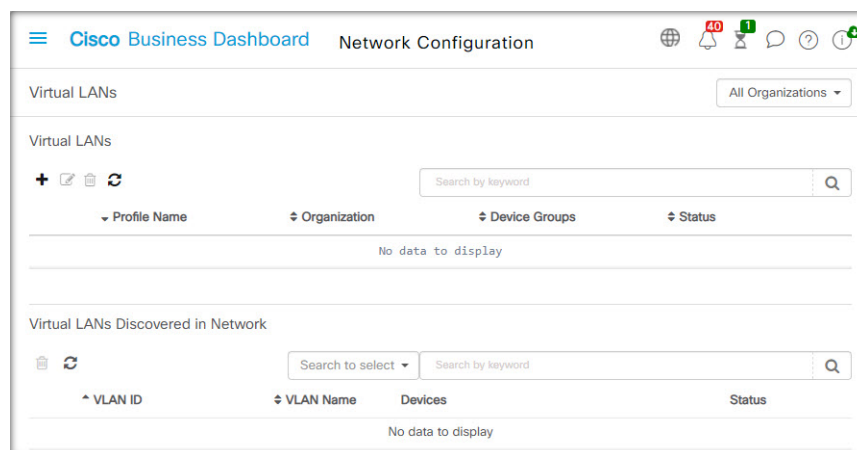 Cisco Business Dashboard Network Configuration 40 1
Virtual LANs All Organizations
Virtual LANs
Search by keyword
Profile Name Organization Device Groups Status
No data to display
Virtual LANs Discovered in Network
Search to select Search by keyword
VLAN ID VLAN Name Devices Status
No data to display